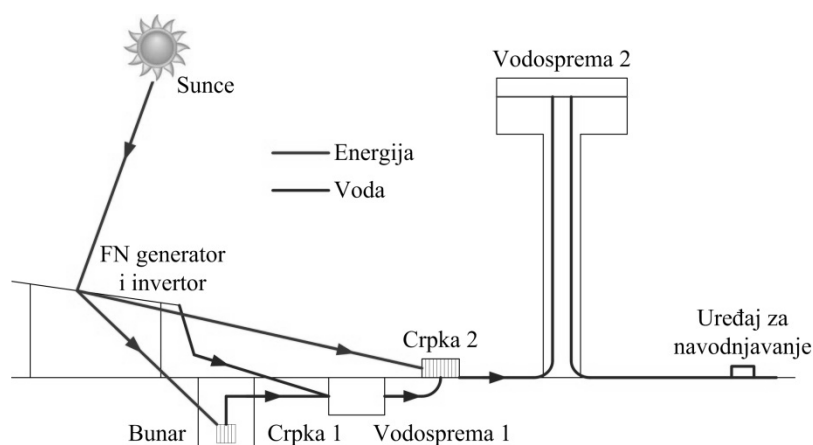 Vodosprema 2
Sunce
Energija
Voda
FN generator
i invertor
Crpka 2
Uređaj za
navodnjavanje
Bunar
Crpka 1
Vodosprema 1